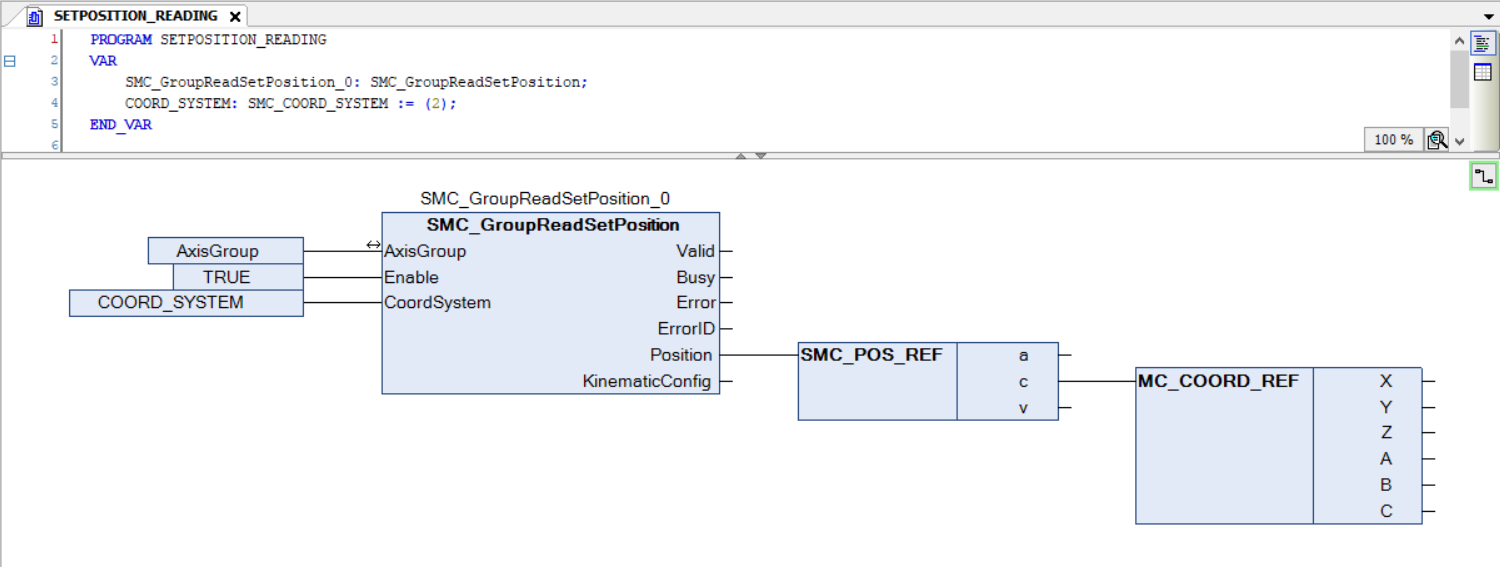 SETPOSITION_READING
1 PROGRAM SETPOSITION_READING
2 VAR
3 SMC_GroupReadSetPosition_0: SMC_GroupReadSetPosition;
4 COORD_SYSTEM: SMC_COORD_SYSTEM := (2);
5 END_VAR
6
100 %
SMC_GroupReadSetPosition_0
SMC_GroupReadSetPosition
AxisGroup AxisGroup Valid
TRUE Enable Busy
COORD_SYSTEM CoordSystem Error
ErrorID
Position SMC_POS_REF a
KinematicConfig c MC_COORD_REF X
v Y
Z
A
B
C